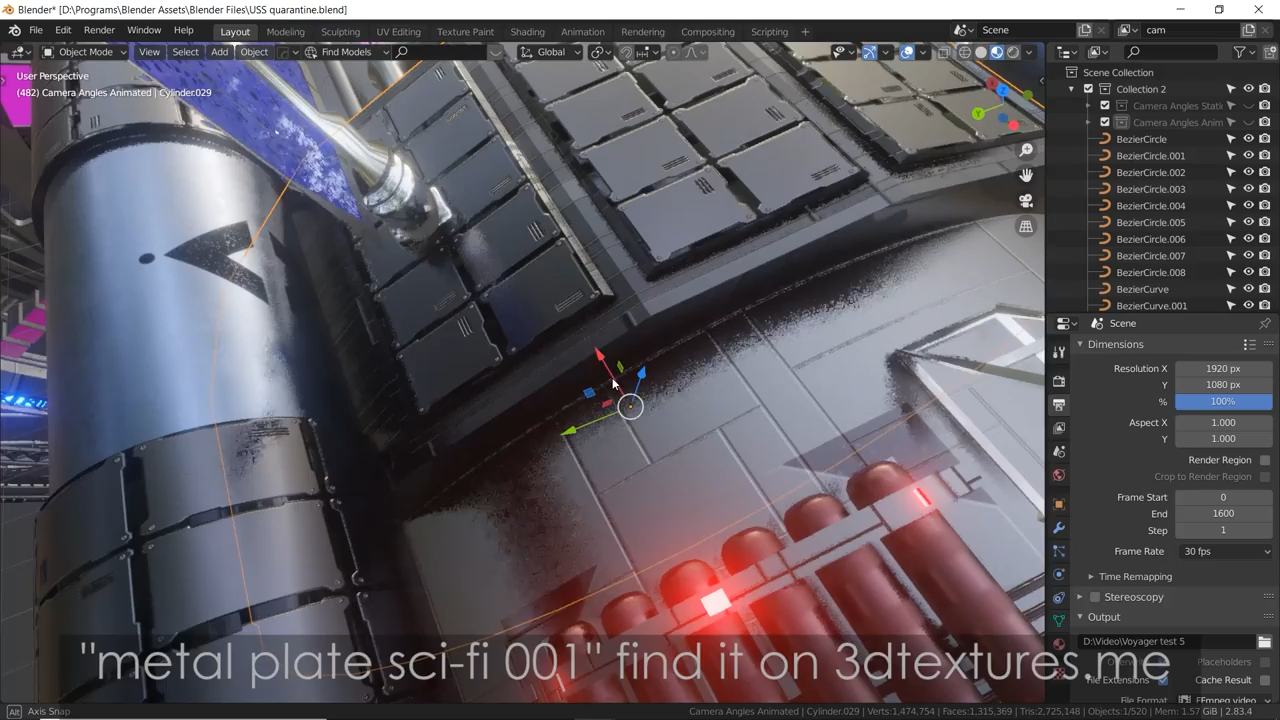 Blender* [D:\Programs\Blender Assets\Blender Files\USS quarantine.blend]
File Edit Render Window Help Layout Modeling Sculpting UV Editing Texture Paint Shading Animation Rendering Compositing Scripting + Scene cam
Object Mode View Select Add Object Find Models Global
User Perspective
(482) Camera Angles Animated | Cylinder.029
Z
Y
Scene Collection
Collection 2
Camera Angles Stati
Camera Angles Anim
BezierCircle
BezierCircle.001
BezierCircle.002
BezierCircle.003
BezierCircle.004
BezierCircle.005
BezierCircle.006
BezierCircle.007
BezierCircle.008
BezierCurve
BezierCurve.001
Scene
Dimensions
Resolution X 1920 px
Y 1080 px
% 100%
Aspect X 1.000
Y 1.000
Render Region
Crop to Render Region
Frame Start 0
End 1600
Step 1
Frame Rate 30 fps
Time Remapping
Stereoscopy
Output
D:\Video\Voyager test 5
Placeholders
File Extensions Cache Result
File Format FFmpeg video
"metal plate sci-fi 001" find it on 3dtextures.me
Alt Axis Snap
Camera Angles Animated | Cylinder.029 | Verts:1,474,754 | Faces:1,315,369 | Tris:2,725,148 | Objects:1/520 | Mem: 1.57 GiB | 2.83.4